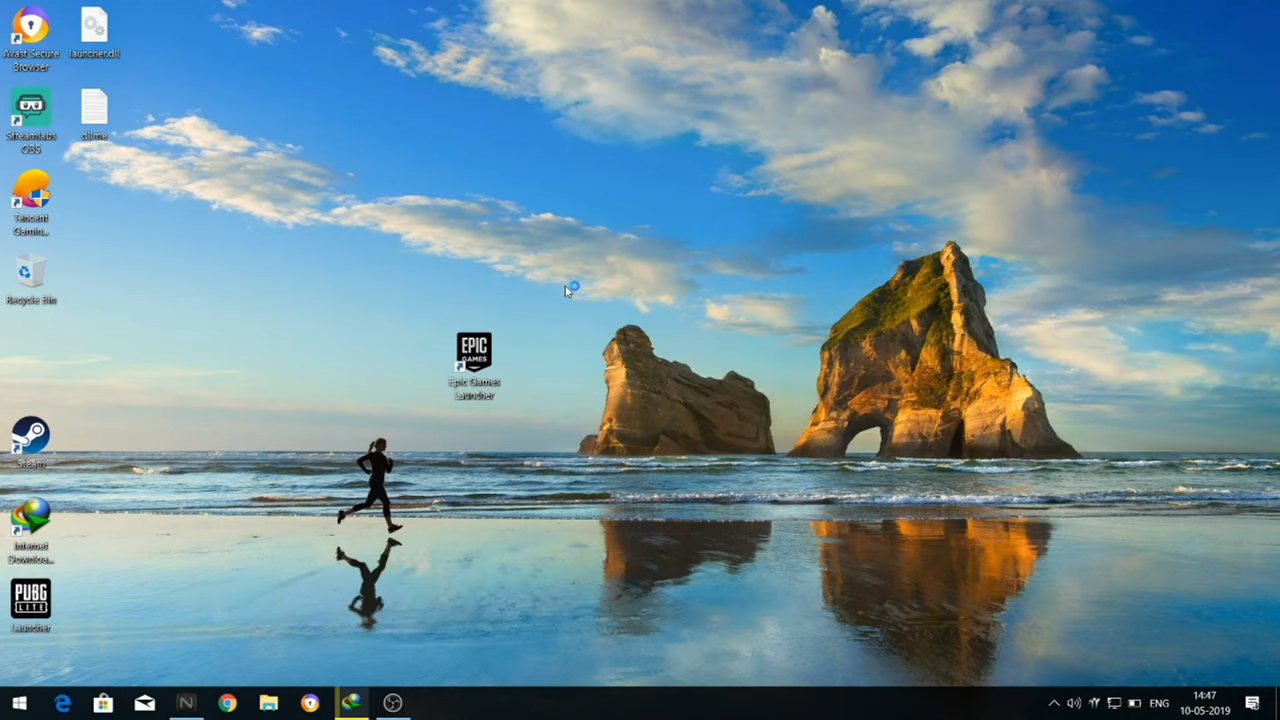 Avast Secure
Browser
launcher.dll
Streamlabs
OBS
dllme
Tencent
Gamin...
Recycle Bin
EPIC
GAMES
Epic Games
Launcher
Steam
Internet
Downloa...
PUBG
LITE
Launcher
N
ENG
14:47
10-05-2019